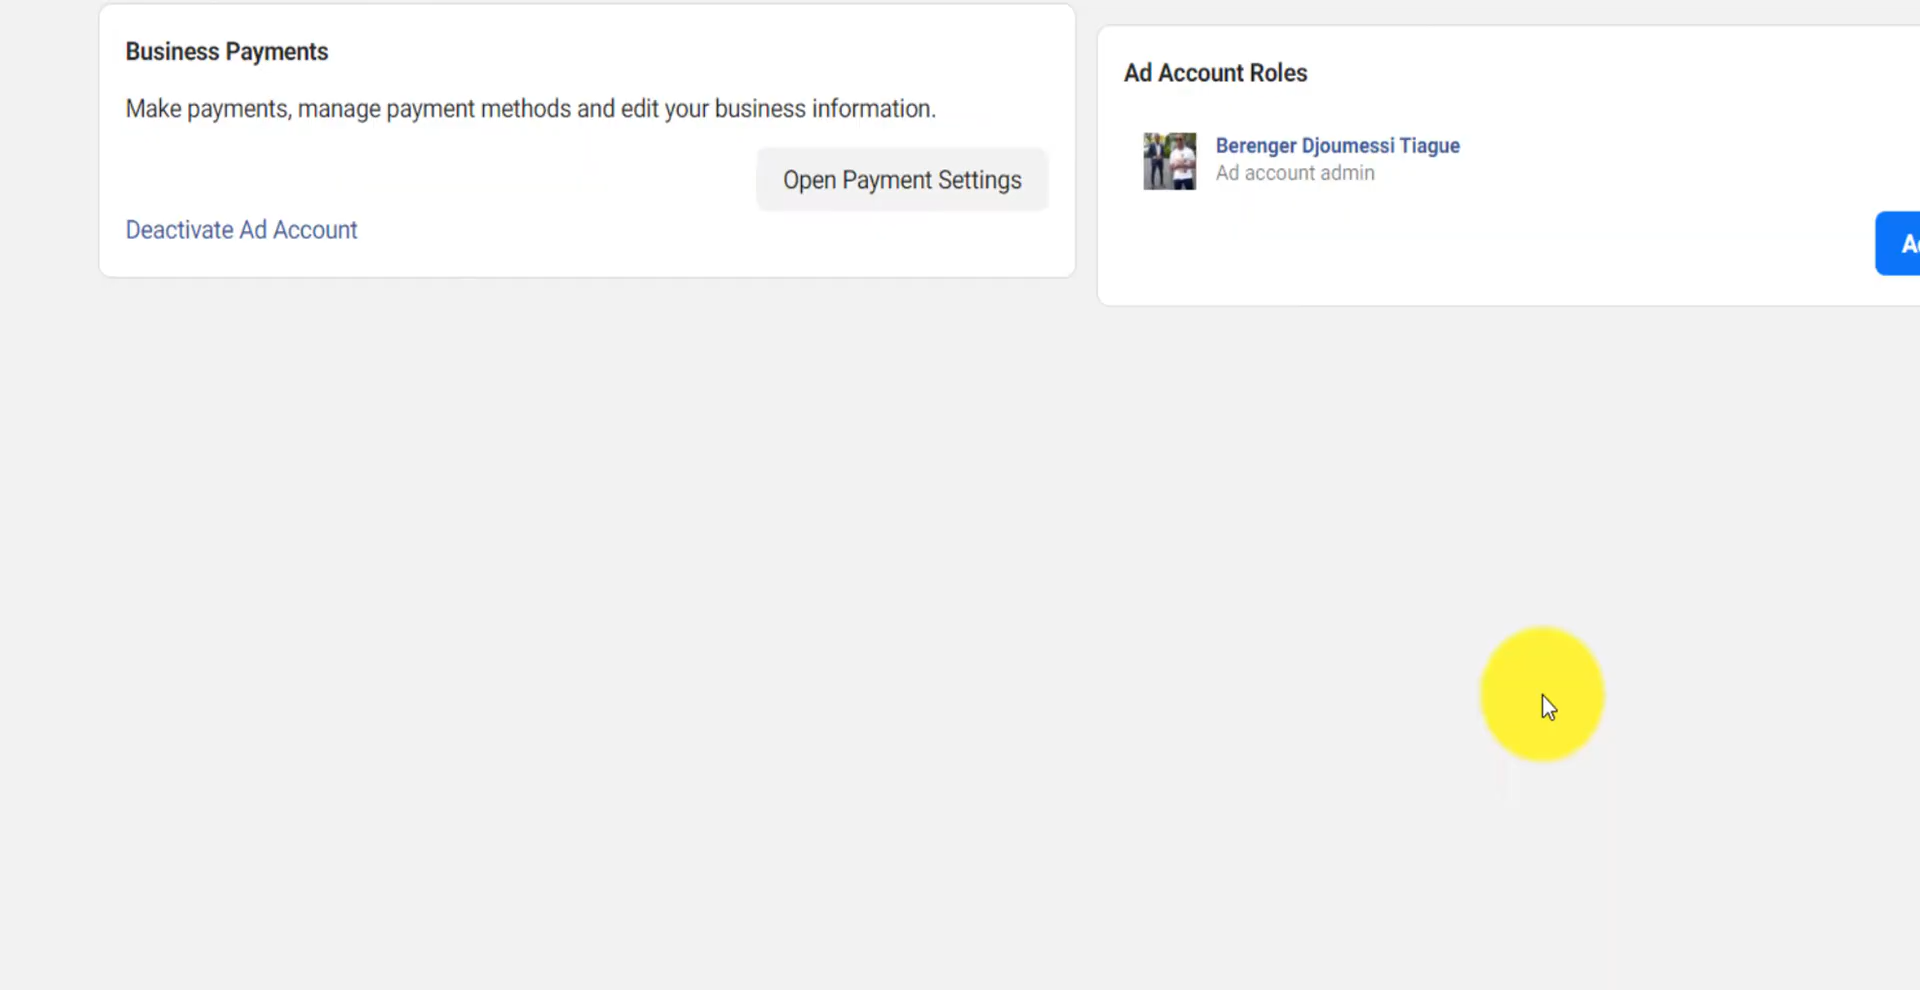 Business Payments
Make payments, manage payment methods and edit your business information.
Open Payment Settings
Deactivate Ad Account
Ad Account Roles
Berenger Djoumessi Tiague
Ad account admin